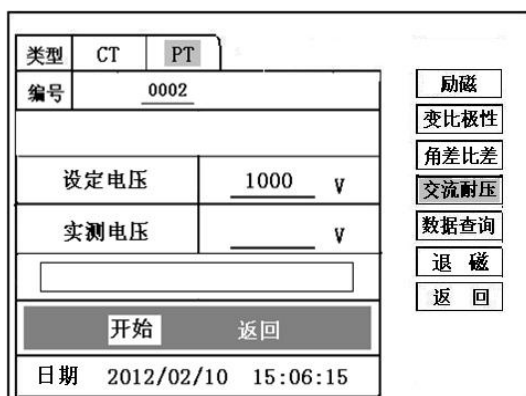 类型 CT PT
编号 0002
设定电压 1000 V
实测电压 V
开始 返回
日期 2012/02/10 15:06:15
励磁
变比极性
角差比差
交流耐压
数据查询
退 磁
返 回